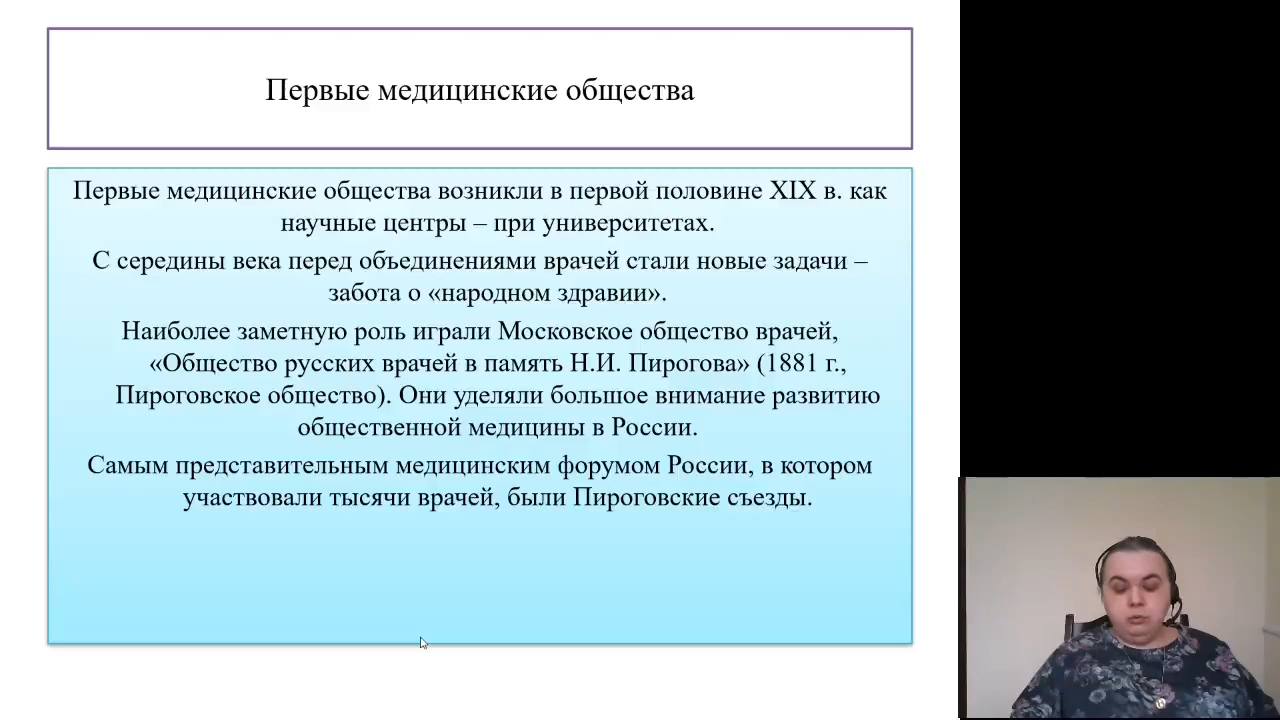 Первые медицинские общества
Первые медицинские общества возникли в первой половине XIX в. как
научные центры – при университетах.
С середины века перед объединениями врачей стали новые задачи –
забота о «народном здравии».
Наиболее заметную роль играли Московское общество врачей,
«Общество русских врачей в память Н.И. Пирогова» (1881 г.,
Пироговское общество). Они уделяли большое внимание развитию
общественной медицины в России.
Самым представительным медицинским форумом России, в котором
участвовали тысячи врачей, были Пироговские съезды.